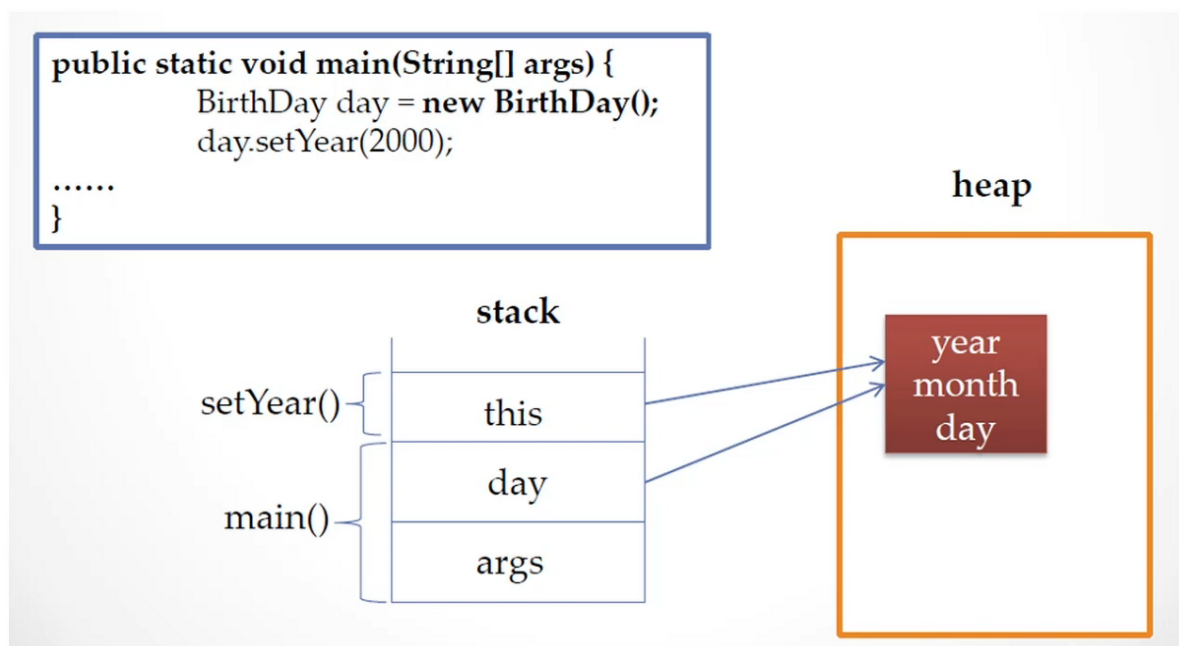 public static void main(String[] args) {
BirthDay day = new BirthDay();
day.setYear(2000);
......
}
heap
stack
year
month
day
setYear()
this
day
main()
args